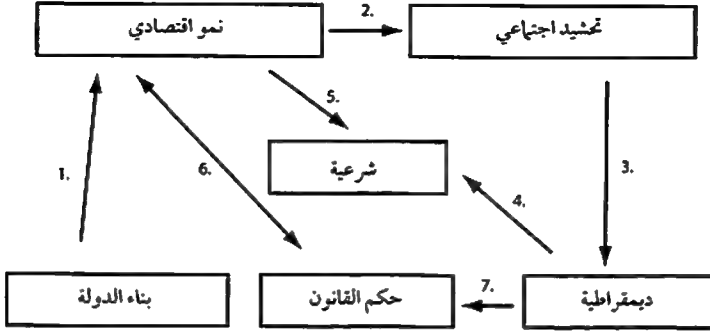 نمو اقتصادي
2.
تحشيد اجتماعي
5.
1.
6.
شرعية
3.
4.
بناء الدولة
حكم القانون
7.
ديمقراطية